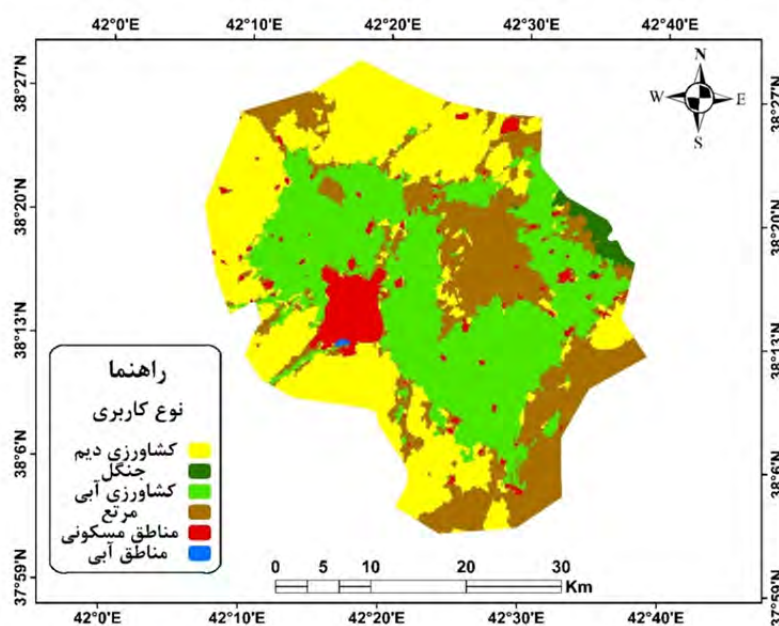 42°0'E 42°10'E 42°20'E 42°30'E 42°40'E
38°27'N 38°27'N
N
W E
S
38°20'N 38°20'N
38°13'N 38°13'N
راهنما
نوع کاربری
کشاورزی دیم
جنگل
کشاورزی آبی
مرتع
مناطق مسکونی
مناطق آبی
38°6'N 38°6'N
0 5 10 20 30
Km
37°59'N 37°59'N
42°0'E 42°10'E 42°20'E 42°30'E 42°40'E